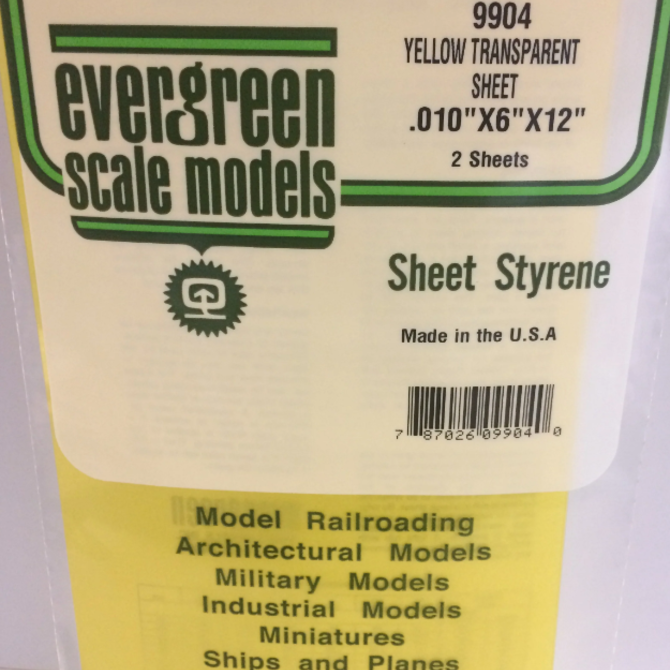 9904
YELLOW TRANSPARENT
SHEET
.010"X6"X12"
2 Sheets
evergreen
scale models
Sheet Styrene
Made in the U.S.A
7 87026 09904 0
Model Railroading
Architectural Models
Military Models
Industrial Models
Miniatures
Ships and Planes